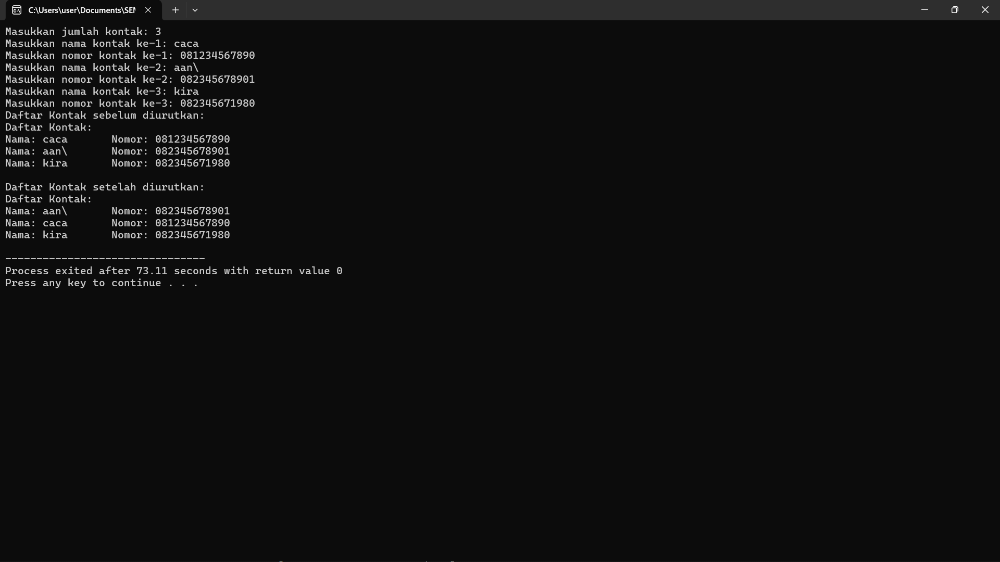 C:\Users\user\Documents\SEM
Masukkan jumlah kontak: 3
Masukkan nama kontak ke-1: caca
Masukkan nomor kontak ke-1: 081234567890
Masukkan nama kontak ke-2: aan\
Masukkan nomor kontak ke-2: 082345678901
Masukkan nama kontak ke-3: kira
Masukkan nomor kontak ke-3: 082345671980
Daftar Kontak sebelum diurutkan:
Daftar Kontak:
Nama: caca       Nomor: 081234567890
Nama: aan\       Nomor: 082345678901
Nama: kira       Nomor: 082345671980

Daftar Kontak setelah diurutkan:
Daftar Kontak:
Nama: aan\       Nomor: 082345678901
Nama: caca       Nomor: 081234567890
Nama: kira       Nomor: 082345671980

--------------------------------
Process exited after 73.11 seconds with return value 0
Press any key to continue . . .